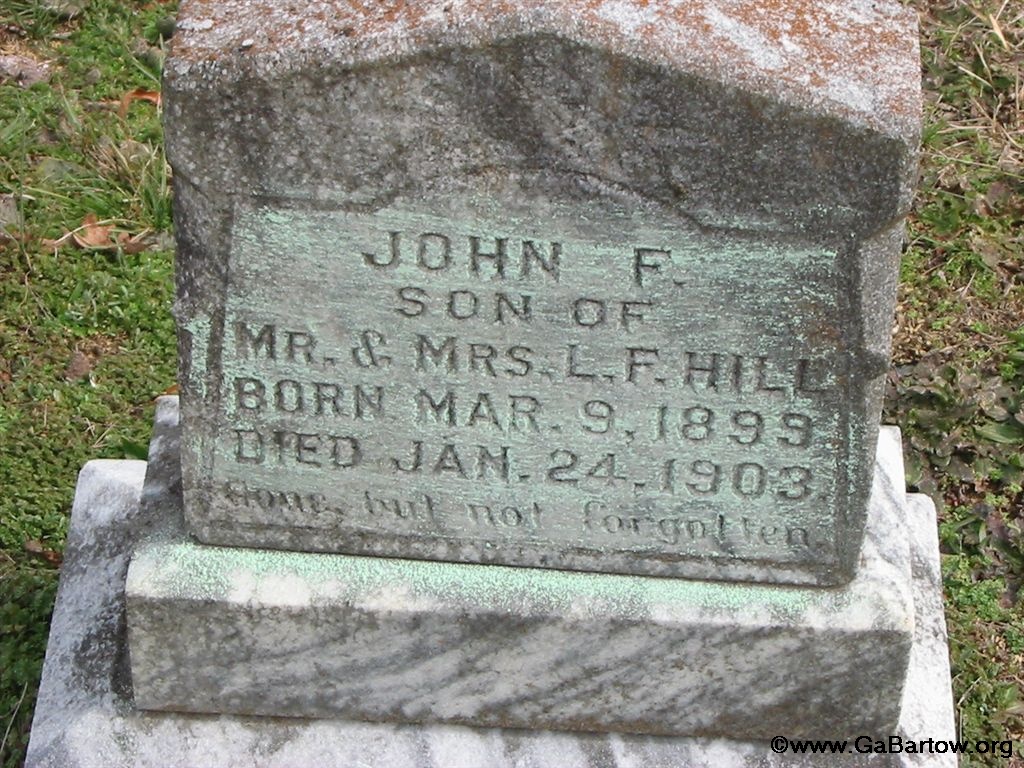 JOHN F.
SON OF
MR. & MRS. L. F. HILL
BORN MAR. 9, 1899
DIED JAN. 24, 1903.
Gone, but not forgotten.
©www.GaBartow.org